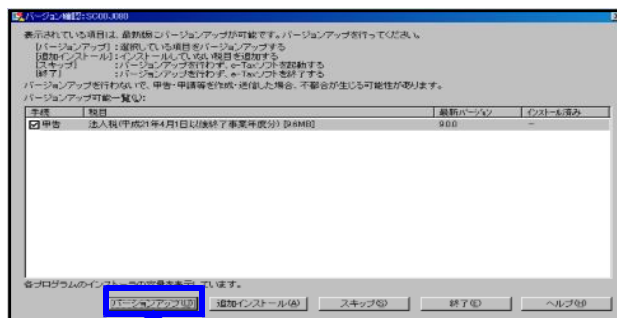 バージョン確認：SC00J080
表示されている項目は、最新版にバージョンアップが可能です。バージョンアップを行ってください。
[バージョンアップ]：選択している項目をバージョンアップする
[追加インストール]：インストールしていない税目を追加する
[スキップ]：バージョンアップを行わず、e-Taxソフトを起動する
[終了]：バージョンアップを行わず、e-Taxソフトを終了する
バージョンアップを行わないで、申告・申請等を作成・送信した場合、不都合が生じる可能性があります。
バージョンアップ可能一覧(L)：
手続 税目 最新バージョン インストール済み
申告 法人税(平成21年4月1日以後終了事業年度分) [9.6MB] 9.0.0 －
各プログラムのインストーラの容量を表示しています。
バージョンアップ(U) 追加インストール(A) スキップ(S) 終了(E) ヘルプ(H)